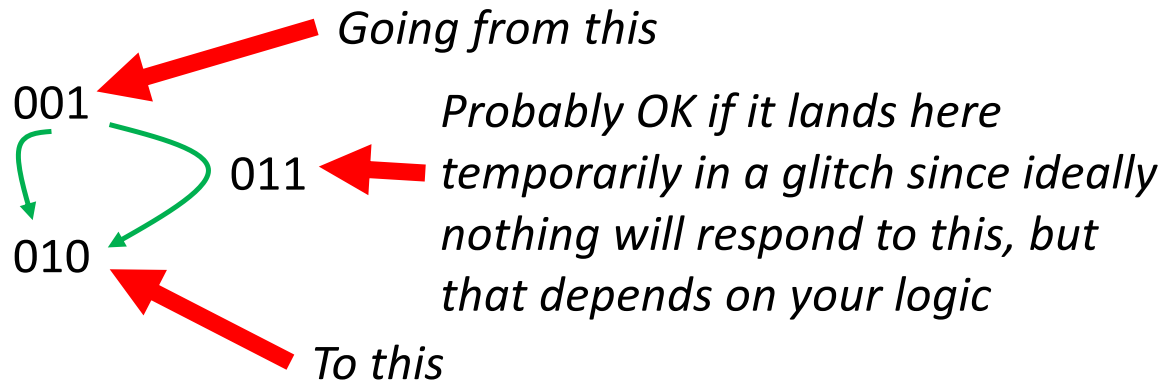 Going from this
001
Probably OK if it lands here
temporarily in a glitch since ideally
nothing will respond to this, but
that depends on your logic
011
010
To this